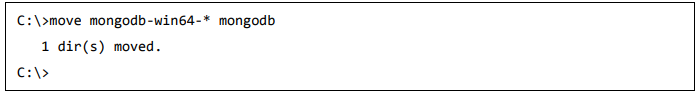 C:\>move mongodb-win64-* mongodb
1 dir(s) moved.
C:\>